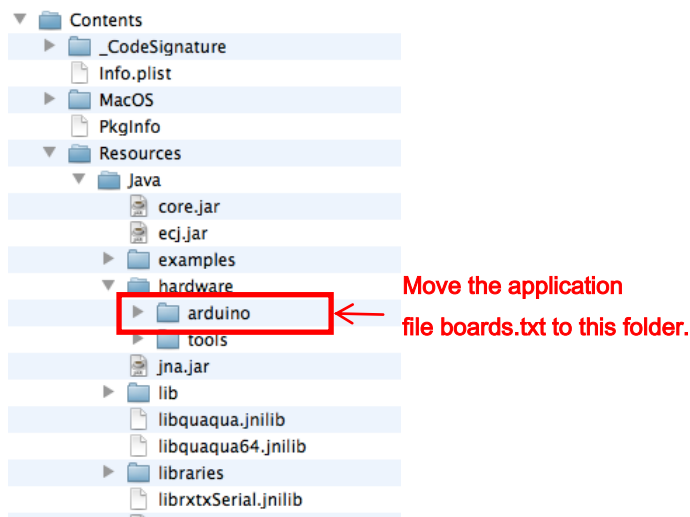 Contents
_CodeSignature
Info.plist
MacOS
PkgInfo
Resources
Java
core.jar
ecj.jar
examples
hardware
arduino
tools
jna.jar
lib
libquaqua.jnilib
libquaqua64.jnilib
libraries
librxtxSerial.jnilib
Move the application
file boards.txt to this folder.